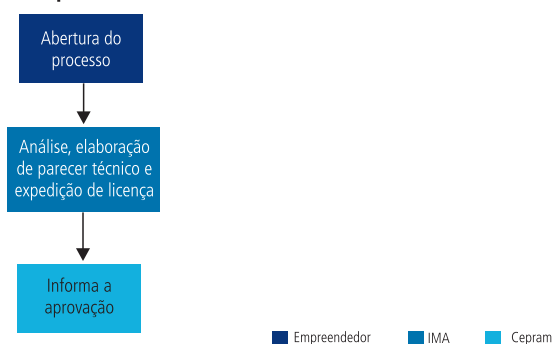 Abertura do
processo
Análise, elaboração
de parecer técnico e
expedição de licença
Informa a
aprovação
Empreendedor
IMA
Cepram